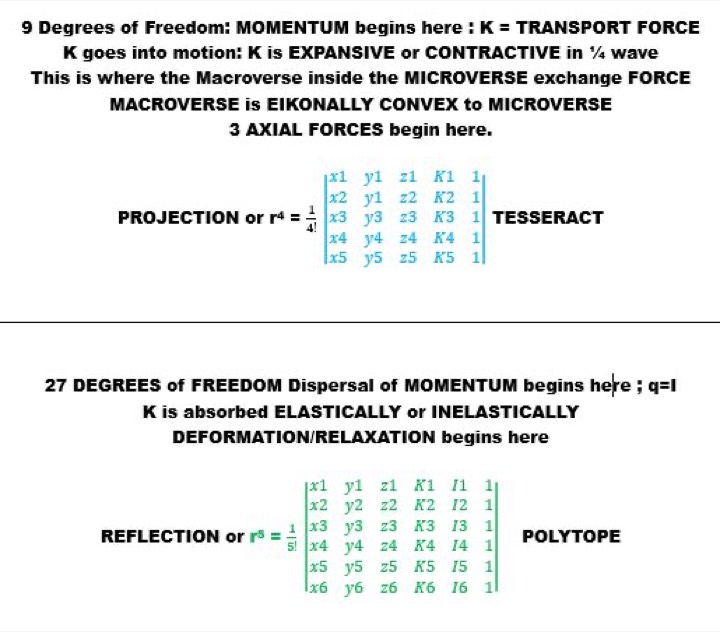 9 Degrees of Freedom: MOMENTUM begins here : K = TRANSPORT FORCE
K goes into motion: K is EXPANSIVE or CONTRACTIVE in ¼ wave
This is where the Macroverse inside the MICROVERSE exchange FORCE
MACROVERSE is EIKONALLY CONVEX to MICROVERSE
3 AXIAL FORCES begin here.
PROJECTION or r⁴ = 1/4! |x1 y1 z1 K1 1|
|x2 y1 z2 K2 1|
|x3 y3 z3 K3 1| TESSERACT
|x4 y4 z4 K4 1|
|x5 y5 z5 K5 1|
27 DEGREES of FREEDOM Dispersal of MOMENTUM begins here ; q=I
K is absorbed ELASTICALLY or INELASTICALLY
DEFORMATION/RELAXATION begins here
REFLECTION or r⁵ = 1/5! |x1 y1 z1 K1 I1 1|
|x2 y2 z2 K2 I2 1|
|x3 y3 z3 K3 I3 1|
|x4 y4 z4 K4 I4 1| POLYTOPE
|x5 y5 z5 K5 I5 1|
|x6 y6 z6 K6 I6 1|